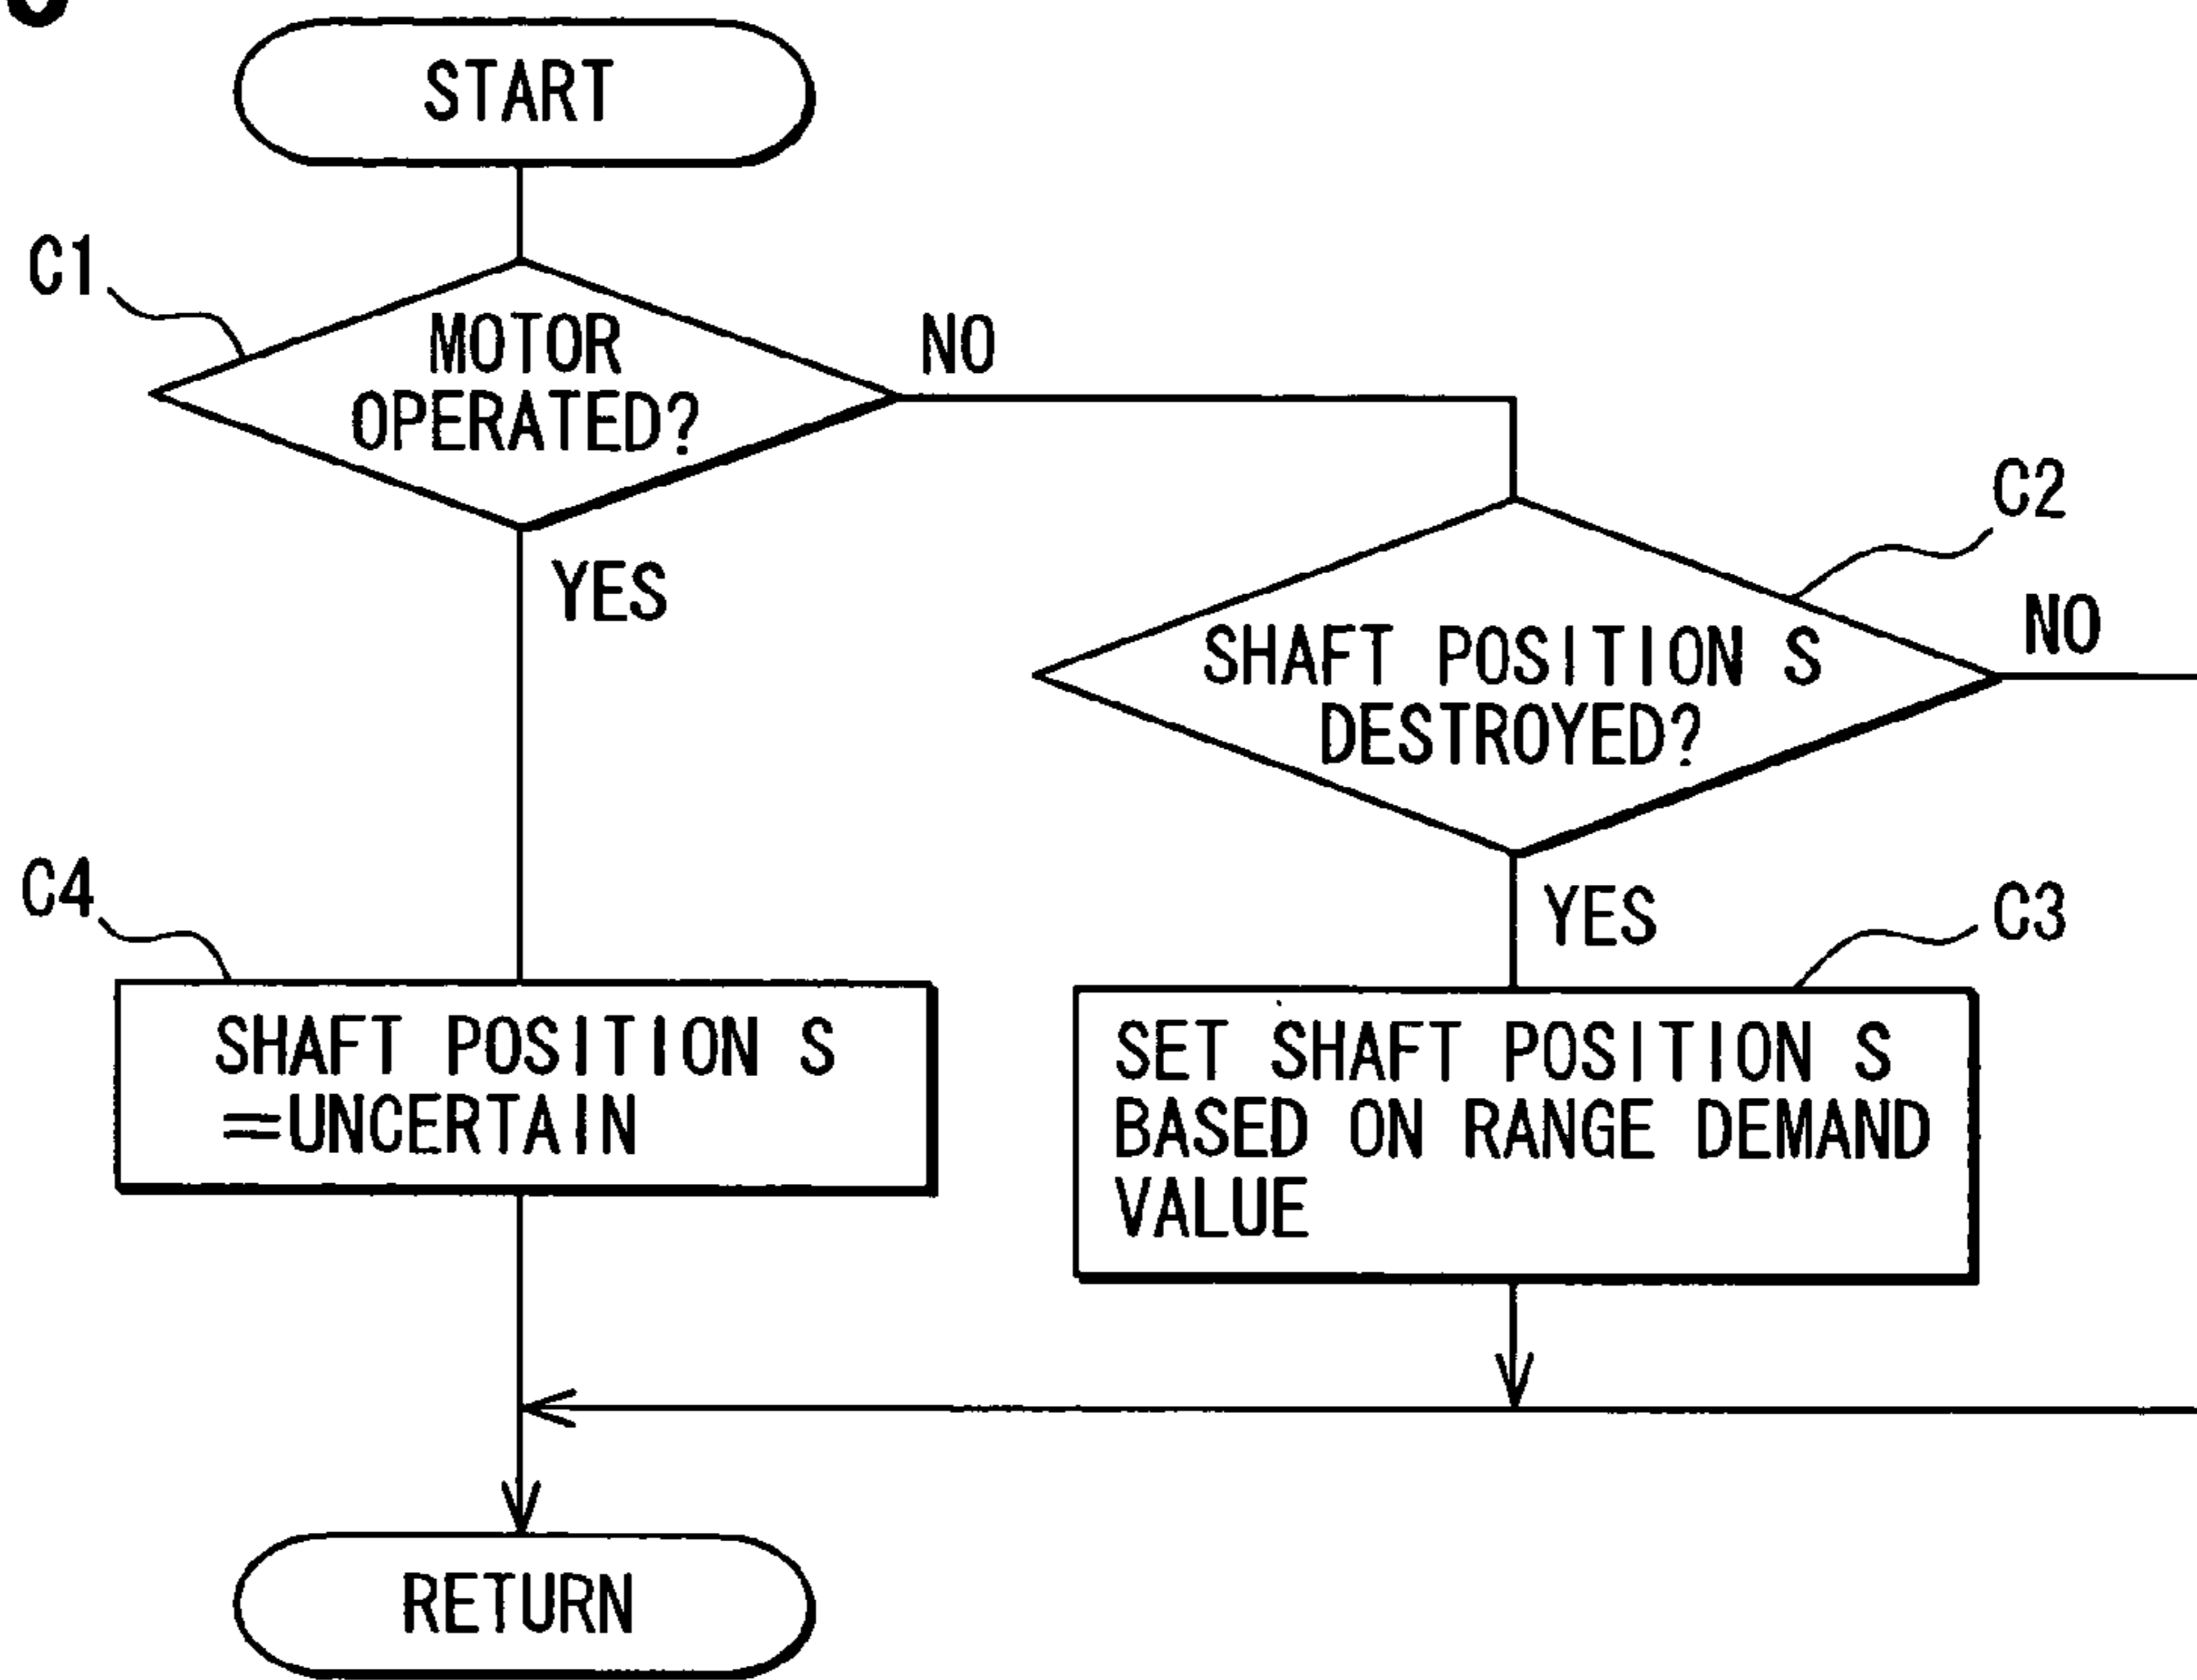 START
C1
MOTOR
OPERATED?
NO
YES
C2
SHAFT POSITION S
DESTROYED?
NO
YES
C4
SHAFT POSITION S
=UNCERTAIN
C3
SET SHAFT POSITION S
BASED ON RANGE DEMAND
VALUE
RETURN